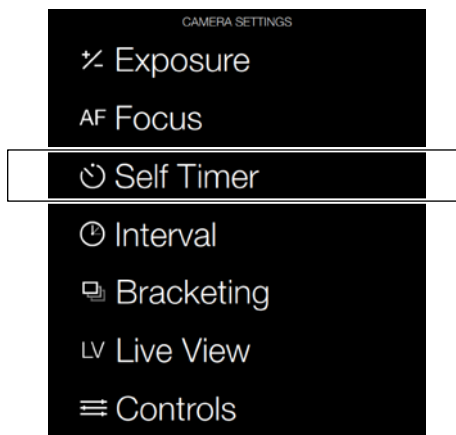 CAMERA SETTINGS
+/- Exposure
AF Focus
Self Timer
Interval
Bracketing
LV Live View
Controls